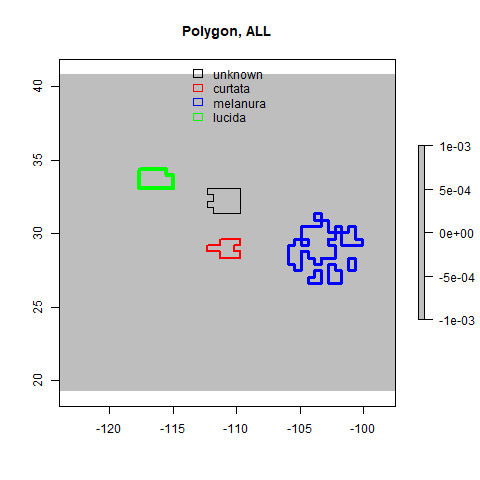 Polygon, ALL
unknown
curtata
melanura
lucida
40
35
30
25
20
-120
-115
-110
-105
-100
1e-03
5e-04
0e+00
-5e-04
-1e-03